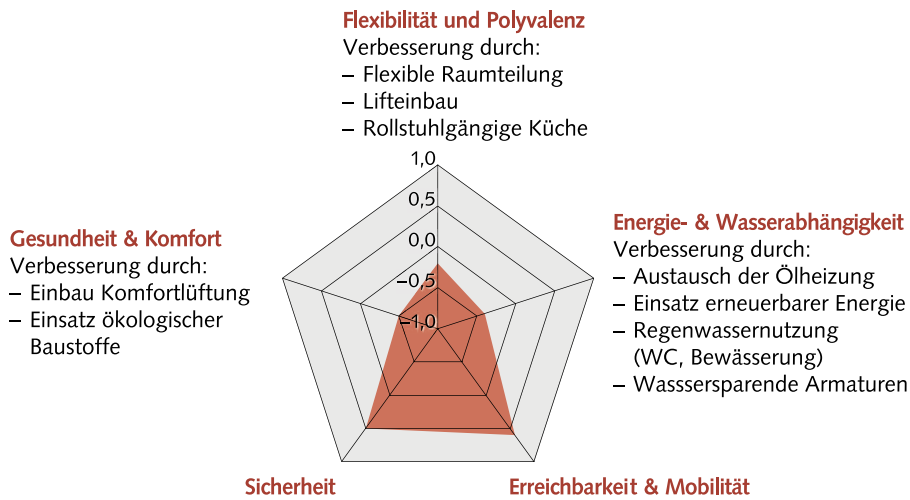 Flexibilität und Polyvalenz
Verbesserung durch:
– Flexible Raumteilung
– Lifteinbau
– Rollstuhlgängige Küche
1,0
0,5
0,0
–0,5
–1,0
Gesundheit & Komfort
Verbesserung durch:
– Einbau Komfortlüftung
– Einsatz ökologischer
Baustoffe
Energie- & Wasserabhängigkeit
Verbesserung durch:
– Austausch der Ölheizung
– Einsatz erneuerbarer Energie
– Regenwassernutzung
(WC, Bewässerung)
– Wasssersparende Armaturen
Sicherheit
Erreichbarkeit & Mobilität